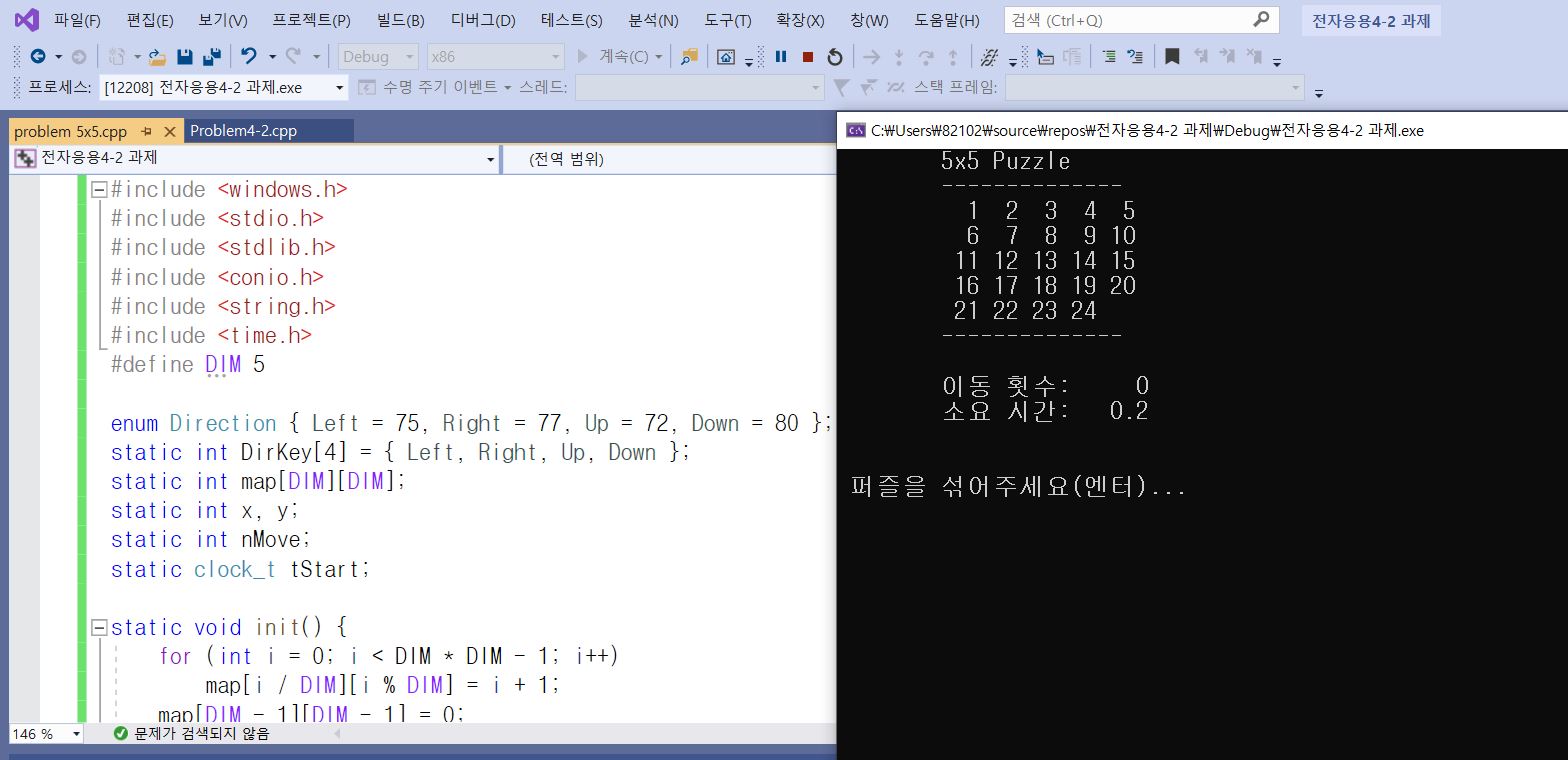 파일(F) 편집(E) 보기(V) 프로젝트(P) 빌드(B) 디버그(D) 테스트(S) 분석(N) 도구(T) 확장(X) 창(W) 도움말(H) 검색 (Ctrl+Q) 전자응용4-2 과제
Debug x86 계속(C)
프로세스: [12208] 전자응용4-2 과제.exe 수명 주기 이벤트 스레드: 스택 프레임:
problem 5x5.cpp Problem4-2.cpp
전자응용4-2 과제 (전역 범위)
#include <windows.h>
#include <stdio.h>
#include <stdlib.h>
#include <conio.h>
#include <string.h>
#include <time.h>
#define DIM 5
enum Direction { Left = 75, Right = 77, Up = 72, Down = 80 };
static int DirKey[4] = { Left, Right, Up, Down };
static int map[DIM][DIM];
static int x, y;
static int nMove;
static clock_t tStart;
static void init() {
for (int i = 0; i < DIM * DIM - 1; i++)
map[i / DIM][i % DIM] = i + 1;
map[DIM - 1][DIM - 1] = 0;
146 % 문제가 검색되지 않음
C:₩Users₩82102₩source₩repos₩전자응용4-2 과제₩Debug₩전자응용4-2 과제.exe
5x5 Puzzle
--------------
1 2 3 4 5
6 7 8 9 10
11 12 13 14 15
16 17 18 19 20
21 22 23 24
--------------
이동 횟수: 0
소요 시간: 0.2
퍼즐을 섞어주세요(엔터)...